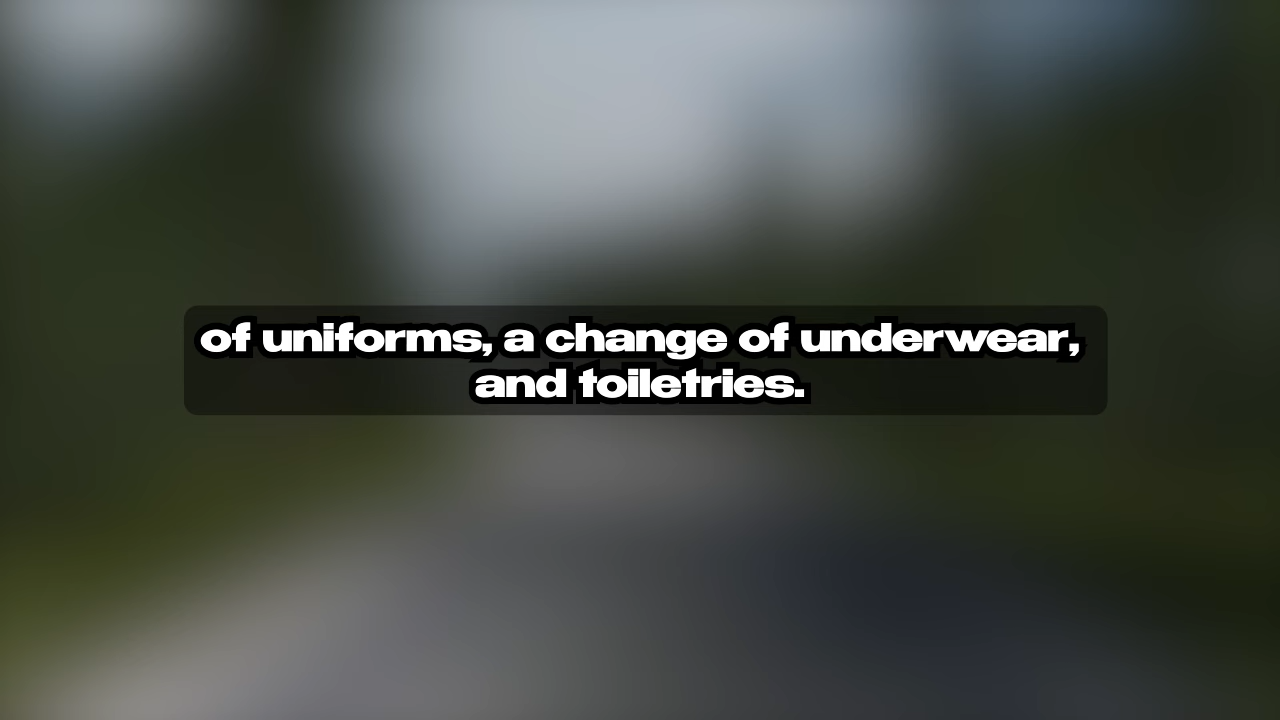 of uniforms, a change of underwear,
and toiletries.